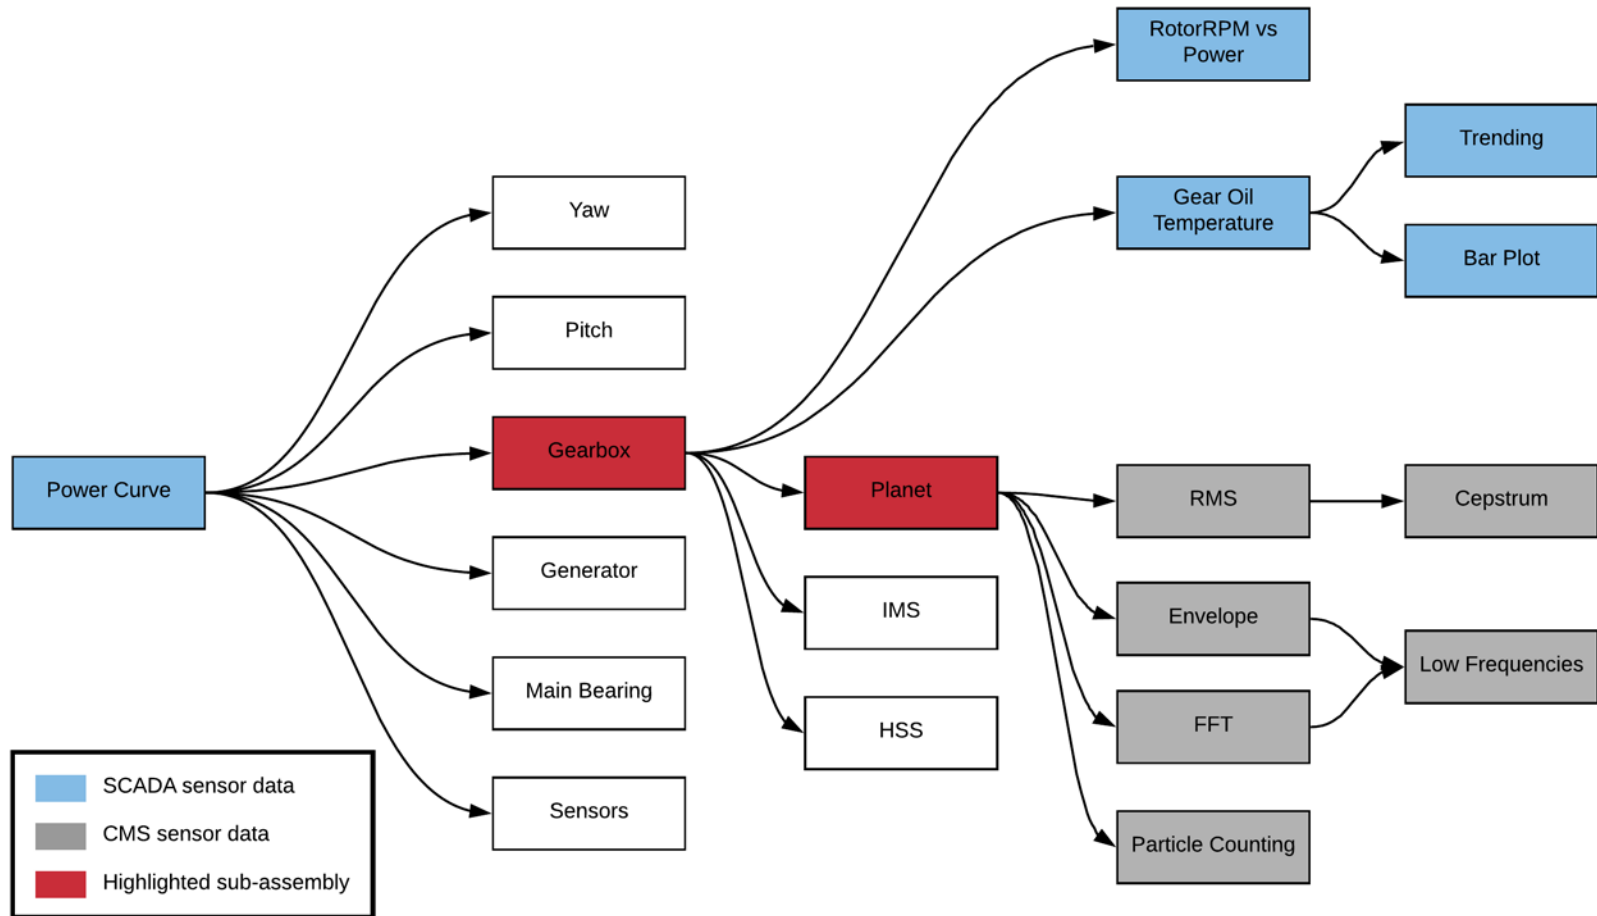 RotorRPM vs
Power
Trending
Gear Oil
Temperature
Bar Plot
Yaw
Pitch
Gearbox
Power Curve
Planet
RMS
Cepstrum
Generator
IMS
Envelope
Low Frequencies
Main Bearing
HSS
FFT
Sensors
Particle Counting
SCADA sensor data
CMS sensor data
Highlighted sub-assembly